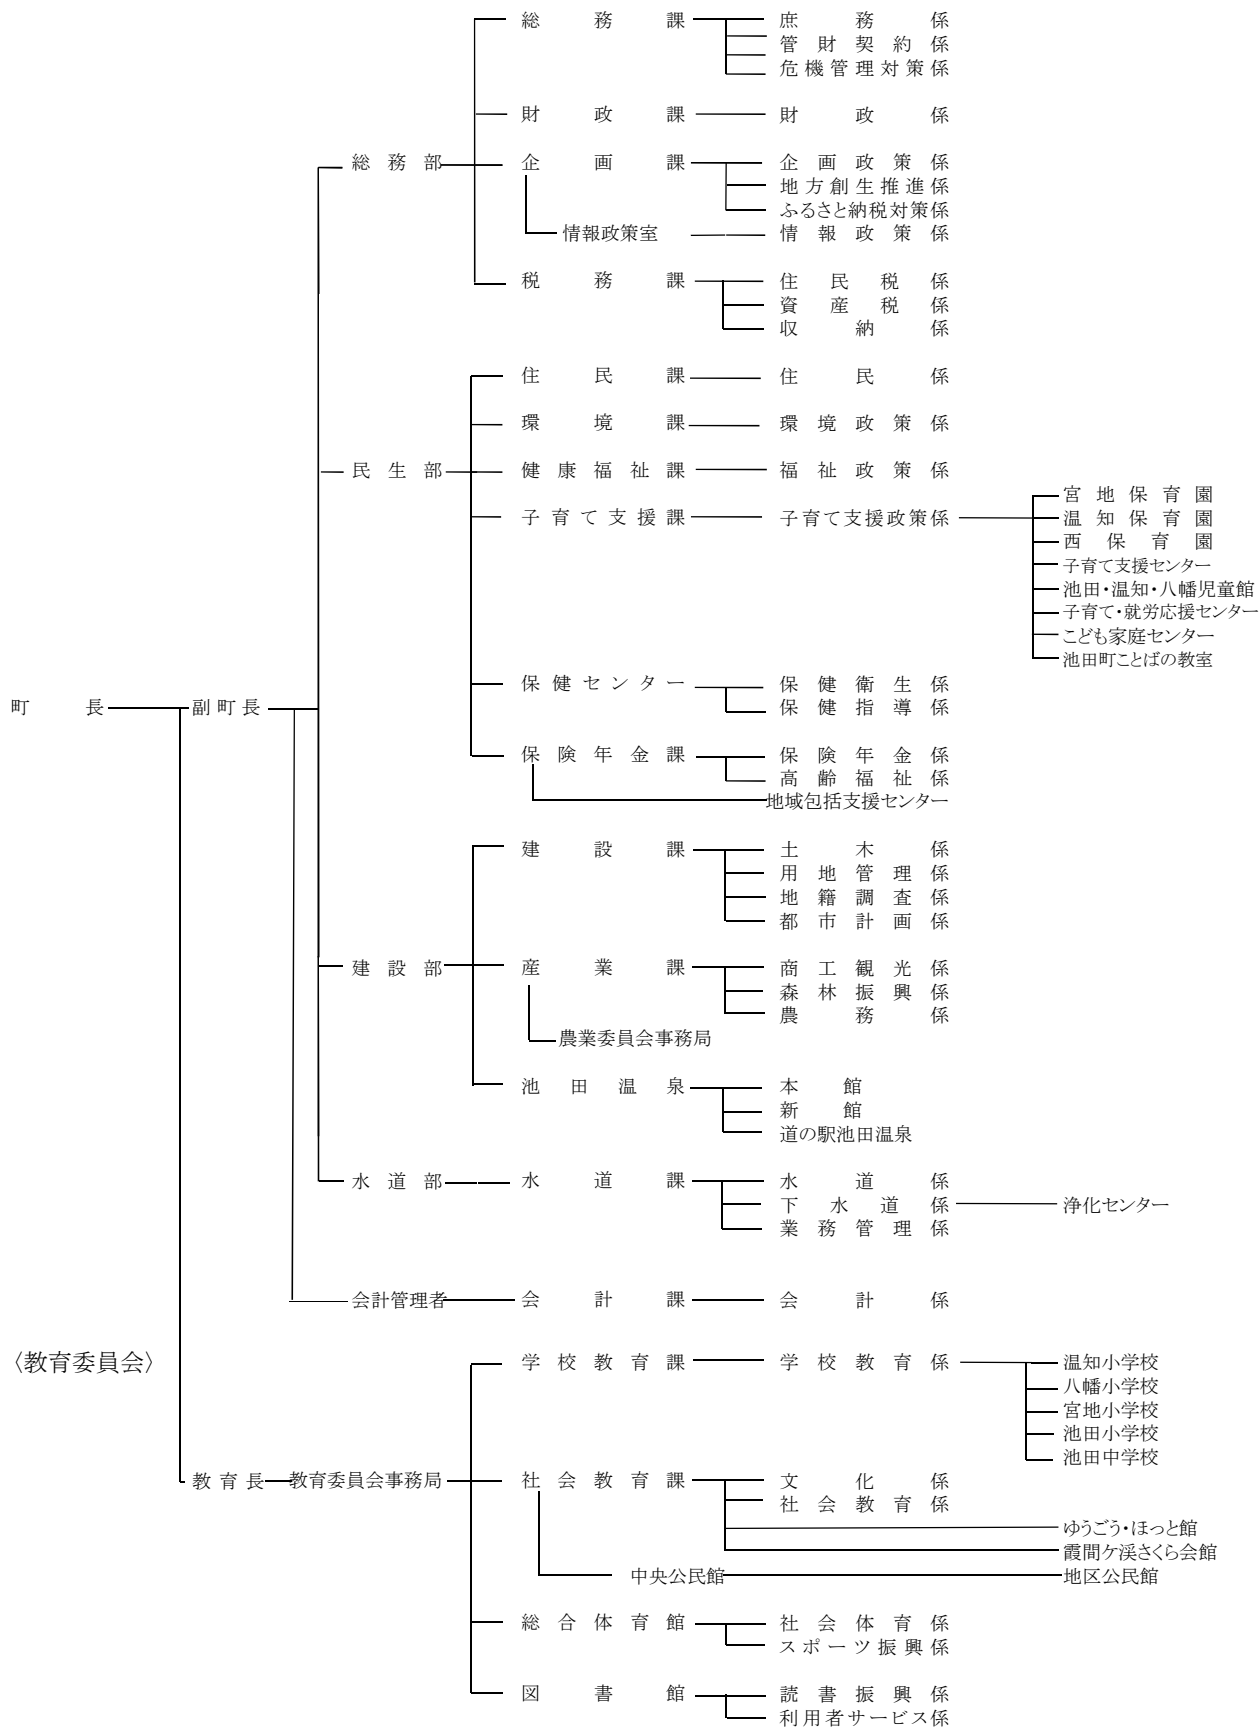 総務課 庶務係
管財契約係
危機管理対策係
財政課 財政係
総務部 企画課 企画政策係
地方創生推進係
ふるさと納税対策係
情報政策室 情報政策係
税務課 住民税係
資産税係
収納係
住民課 住民係
環境課 環境政策係
民生部 健康福祉課 福祉政策係
宮地保育園
子育て支援課 子育て支援政策係 温知保育園
西保育園
子育て支援センター
池田・温知・八幡児童館
子育て・就労応援センター
こども家庭センター
池田町ことばの教室
保健センター 保健衛生係
町長 副町長 保健指導係
保険年金課 保険年金係
高齢福祉係
地域包括支援センター
建設課 土木係
用地管理係
地籍調査係
都市計画係
建設部 産業課 商工観光係
森林振興係
農務係
農業委員会事務局
池田温泉 本館
新館
道の駅池田温泉
水道部 水道課 水道係
下水道係 浄化センター
業務管理係
会計管理者 会計課 会計係
〈教育委員会〉 学校教育課 学校教育係 温知小学校
八幡小学校
宮地小学校
池田小学校
池田中学校
教育長 教育委員会事務局 社会教育課 文化係
社会教育係
ゆうごう・ほっと館
霞間ケ渓さくら会館
中央公民館 地区公民館
総合体育館 社会体育係
スポーツ振興係
図書館 読書振興係
利用者サービス係